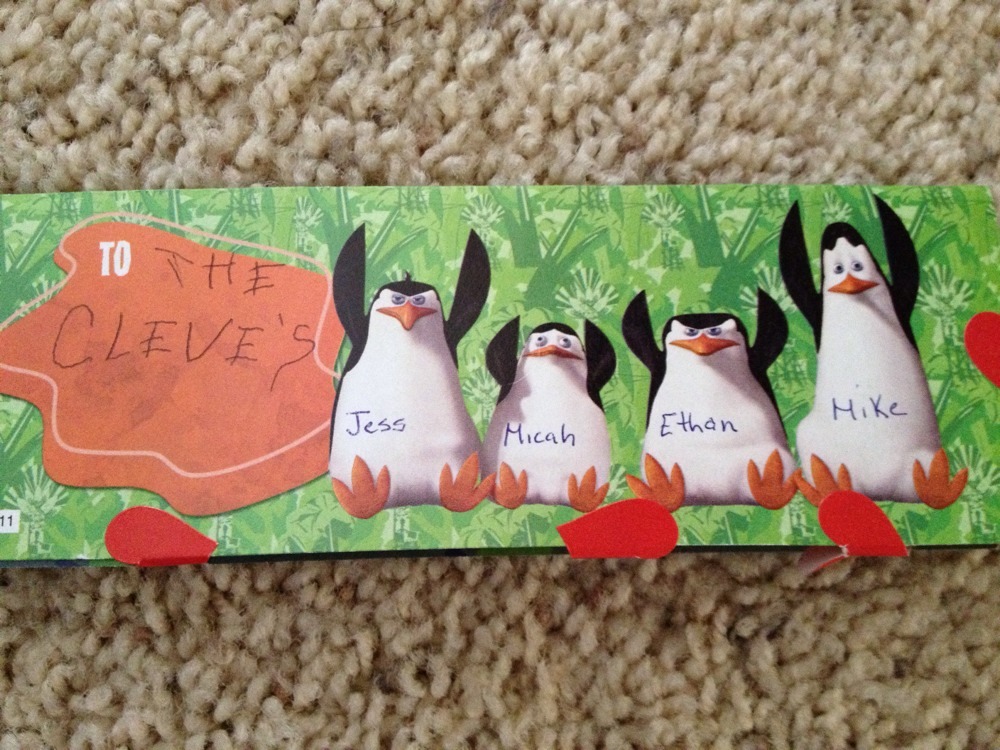 TO THE
CLEVE'S
Jess
Micah
Ethan
Mike
11